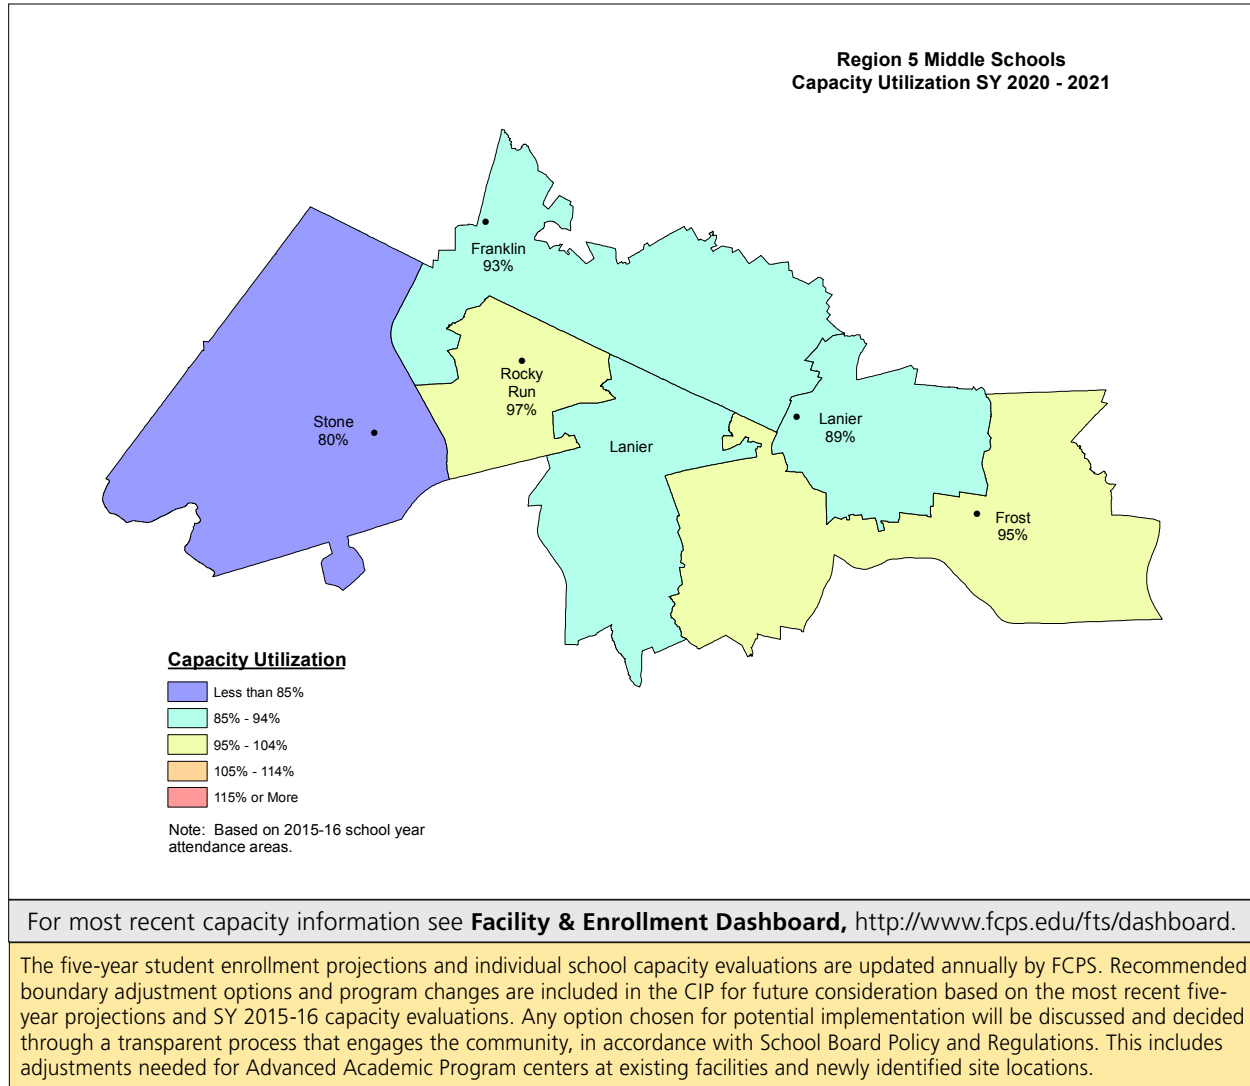 Region 5 Middle Schools
Capacity Utilization SY 2020 - 2021
Franklin
93%
Rocky
Run
97%
Stone
80%
Lanier
Lanier
89%
Frost
95%
Capacity Utilization
Less than 85%
85% - 94%
95% - 104%
105% - 114%
115% or More
Note:  Based on 2015-16 school year
attendance areas.
For most recent capacity information see Facility & Enrollment Dashboard, http://www.fcps.edu/fts/dashboard.
The five-year student enrollment projections and individual school capacity evaluations are updated annually by FCPS. Recommended
boundary adjustment options and program changes are included in the CIP for future consideration based on the most recent five-
year projections and SY 2015-16 capacity evaluations. Any option chosen for potential implementation will be discussed and decided
through a transparent process that engages the community, in accordance with School Board Policy and Regulations. This includes
adjustments needed for Advanced Academic Program centers at existing facilities and newly identified site locations.